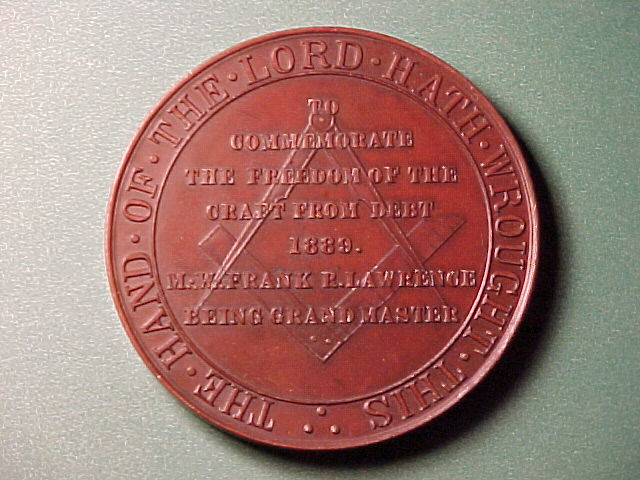 THE · HAND · OF · THE · LORD · HATH · WROUGHT · THIS
TO
COMMEMORATE
THE FREEDOM OF THE
CRAFT FROM DEBT
1889.
M.W. FRANK R. LAWRENCE
BEING GRAND MASTER